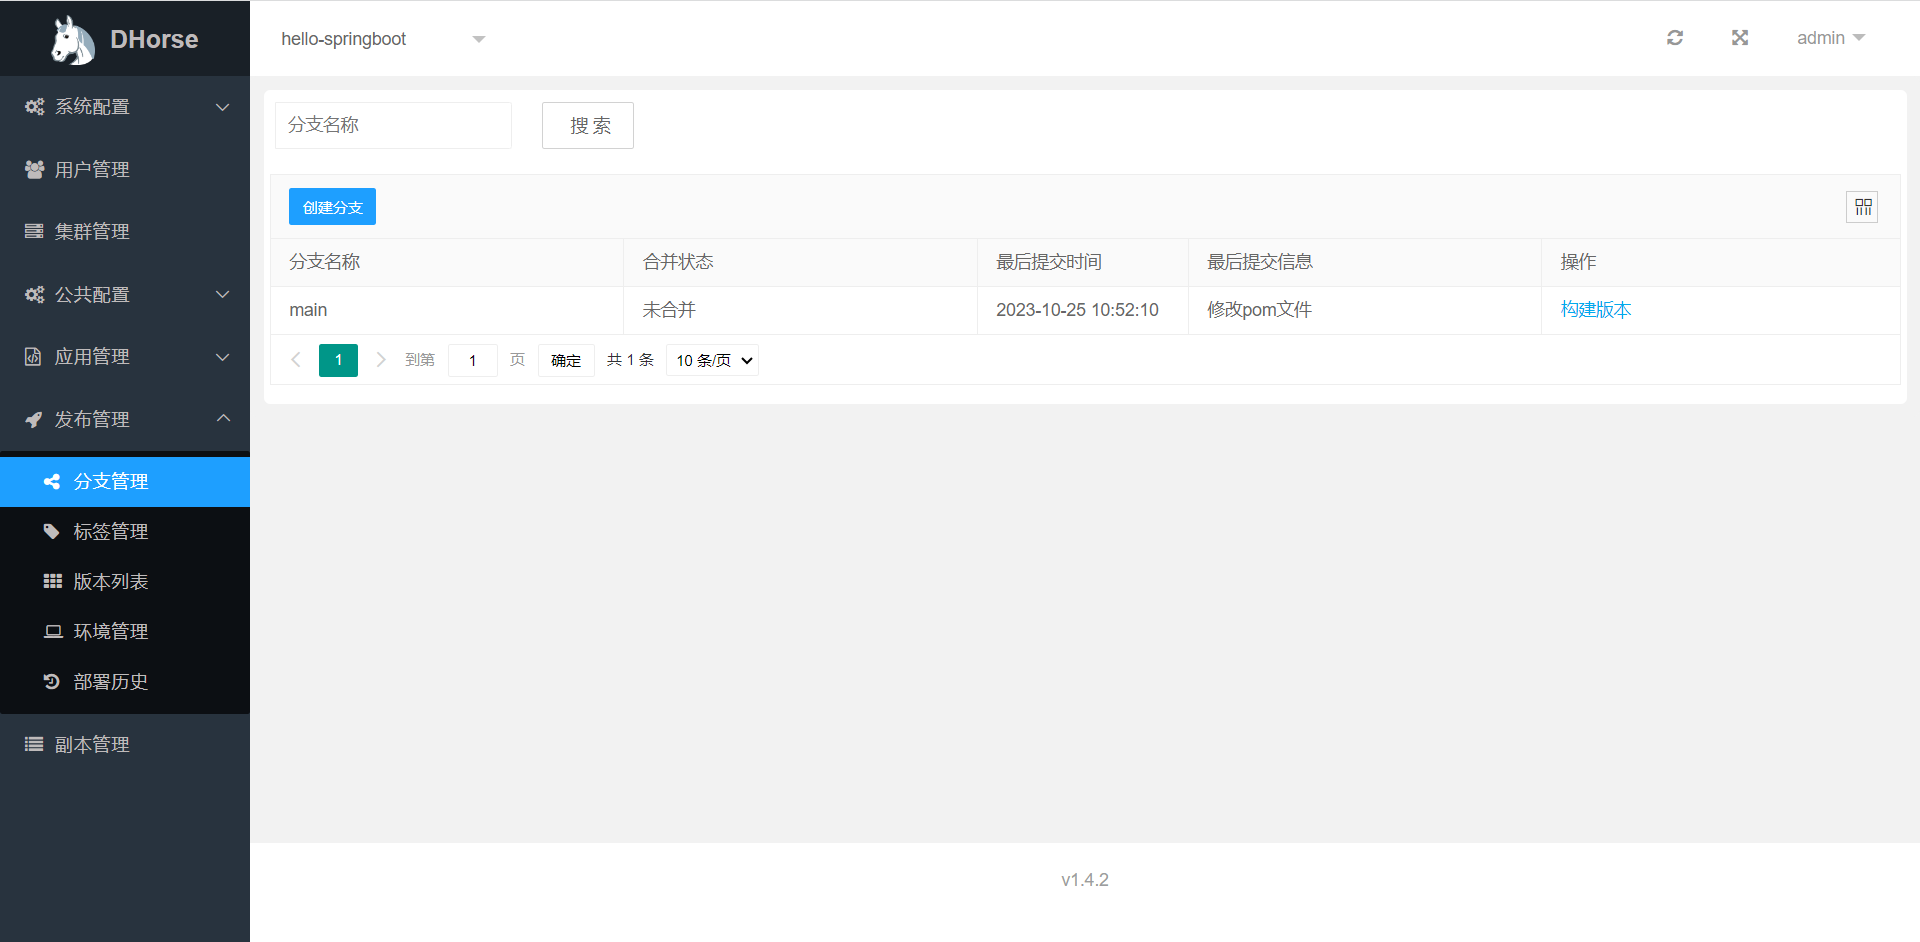 DHorse
hello-springboot
admin
系统配置
用户管理
集群管理
公共配置
应用管理
发布管理
分支管理
标签管理
版本列表
环境管理
部署历史
副本管理
分支名称
搜 索
创建分支
分支名称 合并状态 最后提交时间 最后提交信息 操作
main 未合并 2023-10-25 10:52:10 修改pom文件 构建版本
1 到第 1 页 确定 共 1 条 10 条/页
v1.4.2